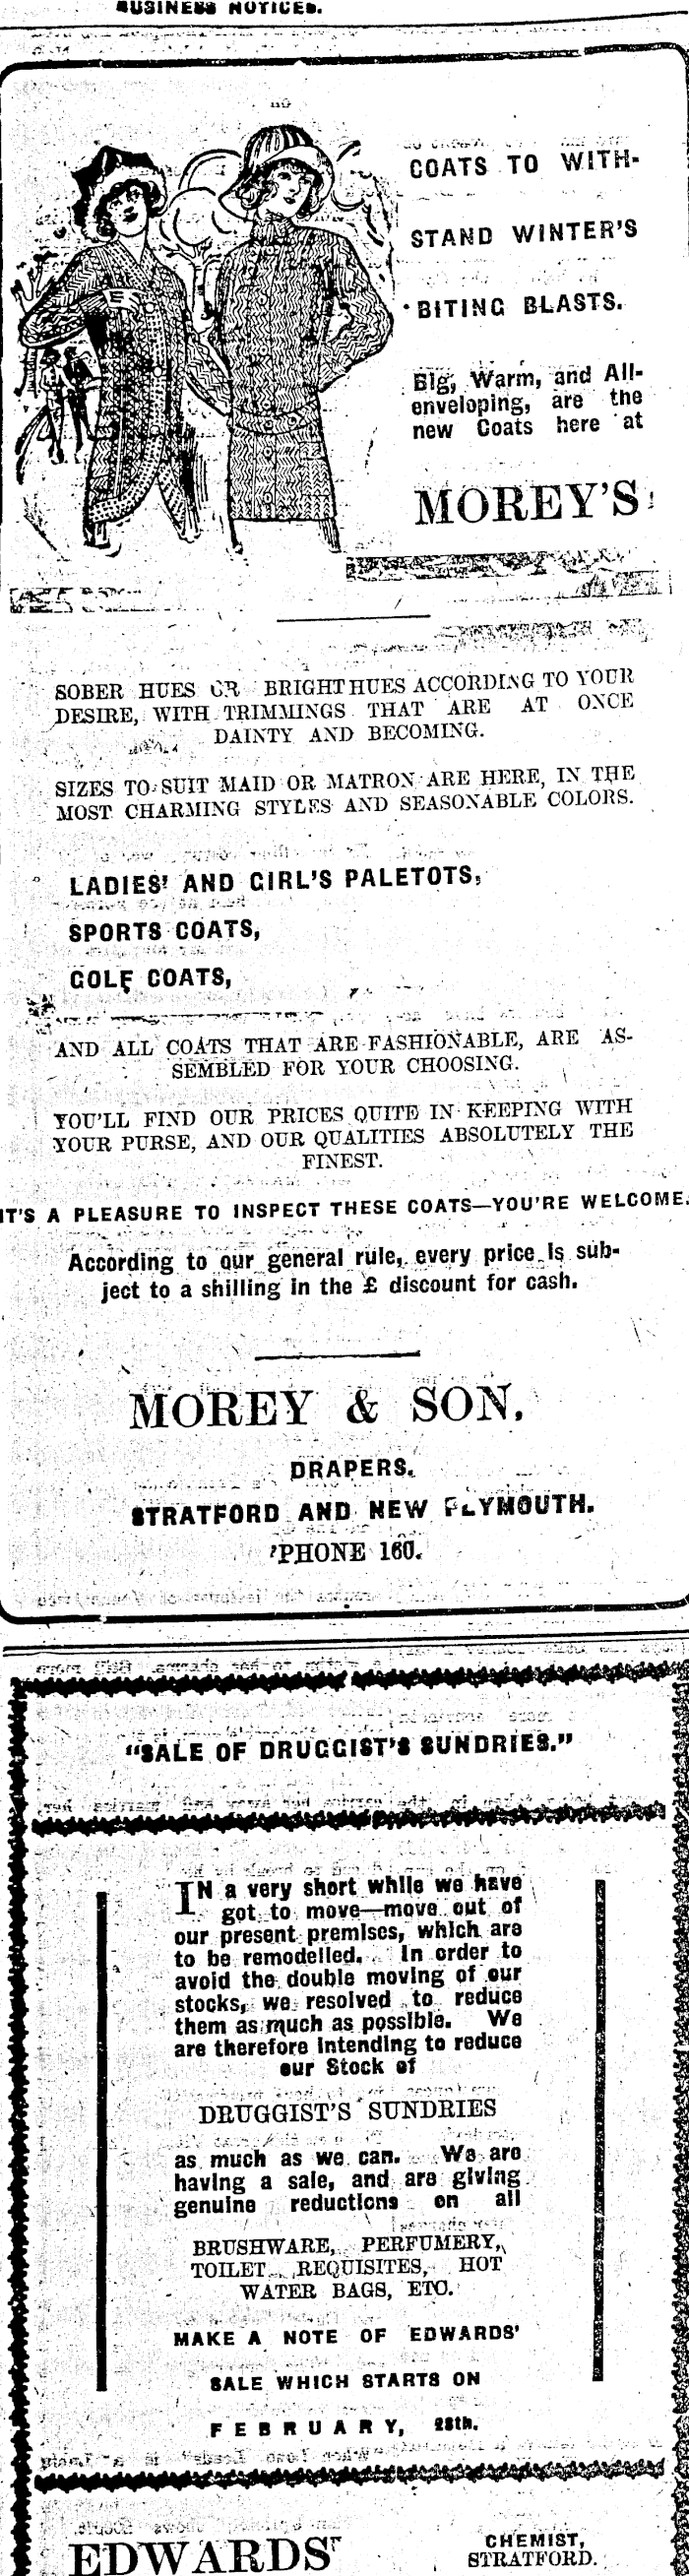 BUSINESS NOTICES.
COATS TO WITH-
STAND WINTER'S
BITING BLASTS.
Big, Warm, and All-
enveloping, are the
new Coats here at
MOREY'S
SOBER HUES OR BRIGHT HUES ACCORDING TO YOUR
DESIRE, WITH TRIMMINGS THAT ARE AT ONCE
DAINTY AND BECOMING.
SIZES TO SUIT MAID OR MATRON ARE HERE, IN THE
MOST CHARMING STYLES AND SEASONABLE COLORS.
LADIES' AND GIRL'S PALETOTS,
SPORTS COATS,
GOLF COATS,
AND ALL COATS THAT ARE FASHIONABLE, ARE AS-
SEMBLED FOR YOUR CHOOSING.
YOU'LL FIND OUR PRICES QUITE IN KEEPING WITH
YOUR PURSE, AND OUR QUALITIES ABSOLUTELY THE
FINEST.
IT'S A PLEASURE TO INSPECT THESE COATS—YOU'RE WELCOME.
According to our general rule, every price is sub-
ject to a shilling in the £ discount for cash.
MOREY & SON,
DRAPERS.
STRATFORD AND NEW PLYMOUTH.
'PHONE 160.
"SALE OF DRUGGIST'S SUNDRIES."
IN a very short while we have
got to move—move out of
our present premises, which are
to be remodelled. In order to
avoid the double moving of our
stocks, we resolved to reduce
them as much as possible. We
are therefore intending to reduce
our Stock of
DRUGGIST'S SUNDRIES
as much as we can. We are
having a sale, and are giving
genuine reductions on all
BRUSHWARE, PERFUMERY,
TOILET REQUISITES, HOT
WATER BAGS, ETC.
MAKE A NOTE OF EDWARDS'
SALE WHICH STARTS ON
FEBRUARY, 28th.
EDWARDS'
CHEMIST,
STRATFORD.